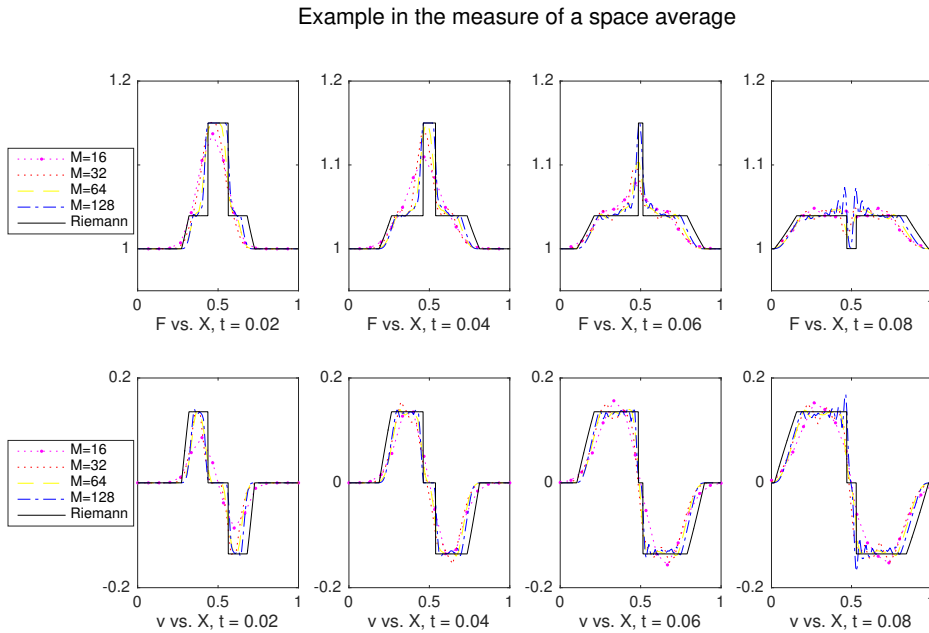 Example in the measure of a space average
1.2
1.1
1
0 0.5 1
F vs. X, t = 0.02
1.2
1.1
1
0 0.5 1
F vs. X, t = 0.04
1.2
1.1
1
0 0.5 1
F vs. X, t = 0.06
1.2
1.1
1
0 0.5 1
F vs. X, t = 0.08
M=16
M=32
M=64
M=128
Riemann
0.2
0
-0.2
0 0.5 1
v vs. X, t = 0.02
0.2
0
-0.2
0 0.5 1
v vs. X, t = 0.04
0.2
0
-0.2
0 0.5 1
v vs. X, t = 0.06
0.2
0
-0.2
0 0.5 1
v vs. X, t = 0.08
M=16
M=32
M=64
M=128
Riemann